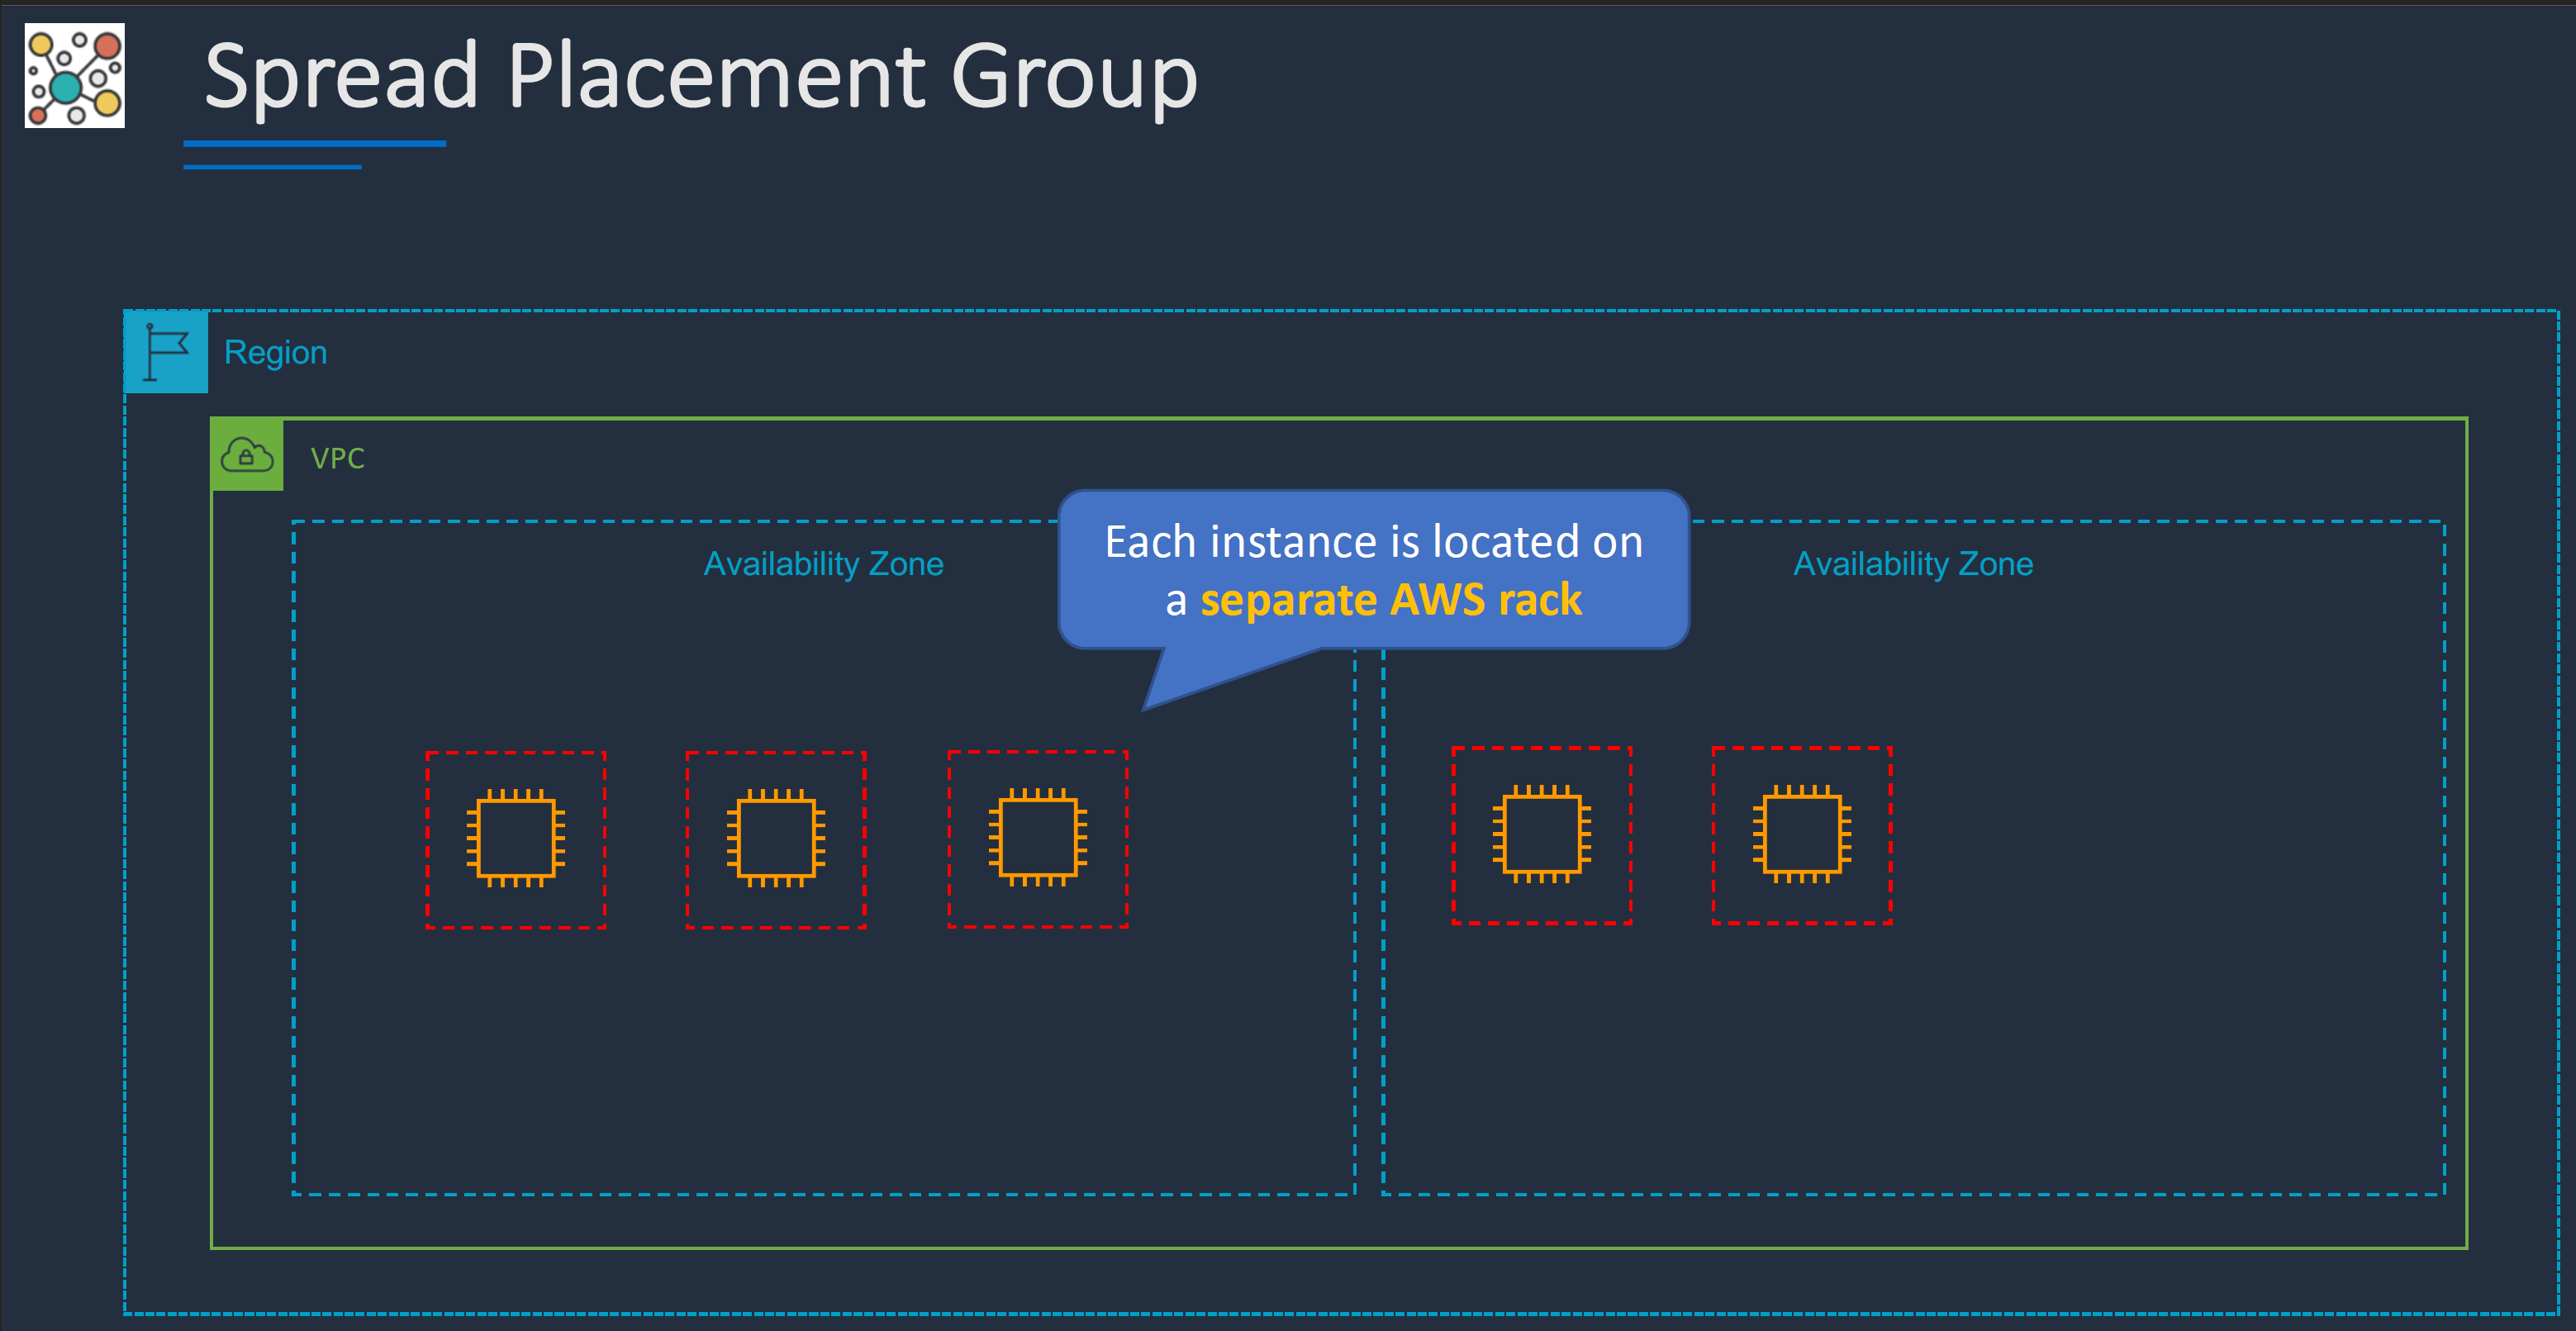 Spread Placement Group
Region
VPC
Availability Zone
Each instance is located on
a separate AWS rack
Availability Zone